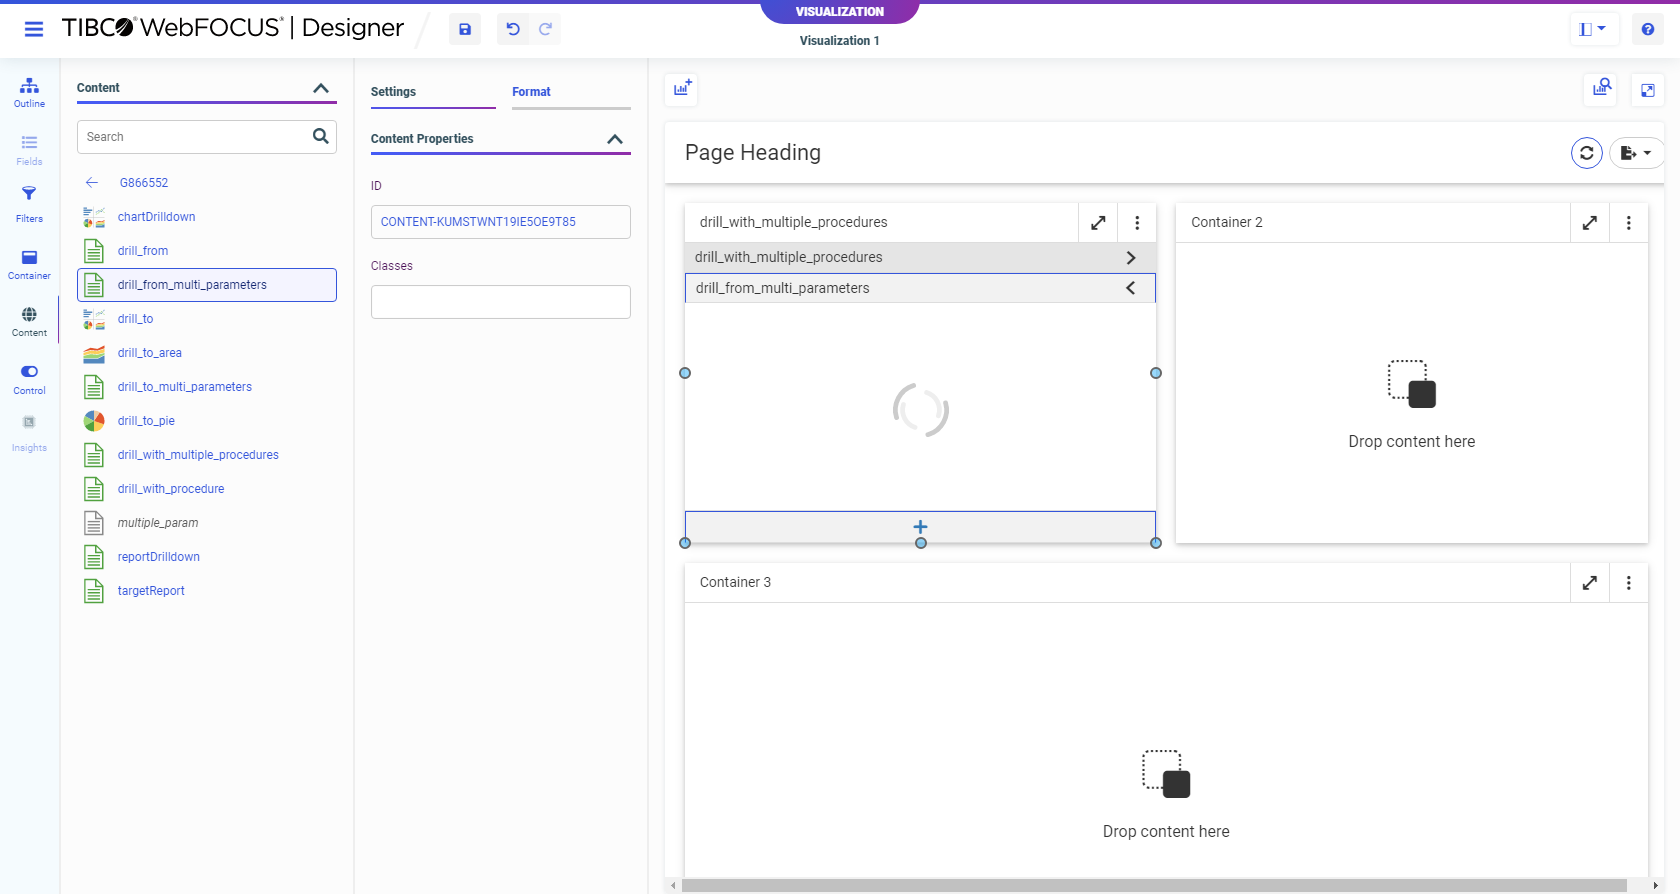 VISUALIZATION
TIBCO® WebFOCUS® | Designer
Visualization 1
Outline
Fields
Filters
Container
Content
Control
Insights
Content
Search
G866552
chartDrilldown
drill_from
drill_from_multi_parameters
drill_to
drill_to_area
drill_to_multi_parameters
drill_to_pie
drill_with_multiple_procedures
drill_with_procedure
multiple_param
reportDrilldown
targetReport
Settings
Format
Content Properties
ID
CONTENT-KUMSTWNT19IE5OE9T85
Classes
Page Heading
drill_with_multiple_procedures
drill_with_multiple_procedures
drill_from_multi_parameters
Container 2
Drop content here
Container 3
Drop content here